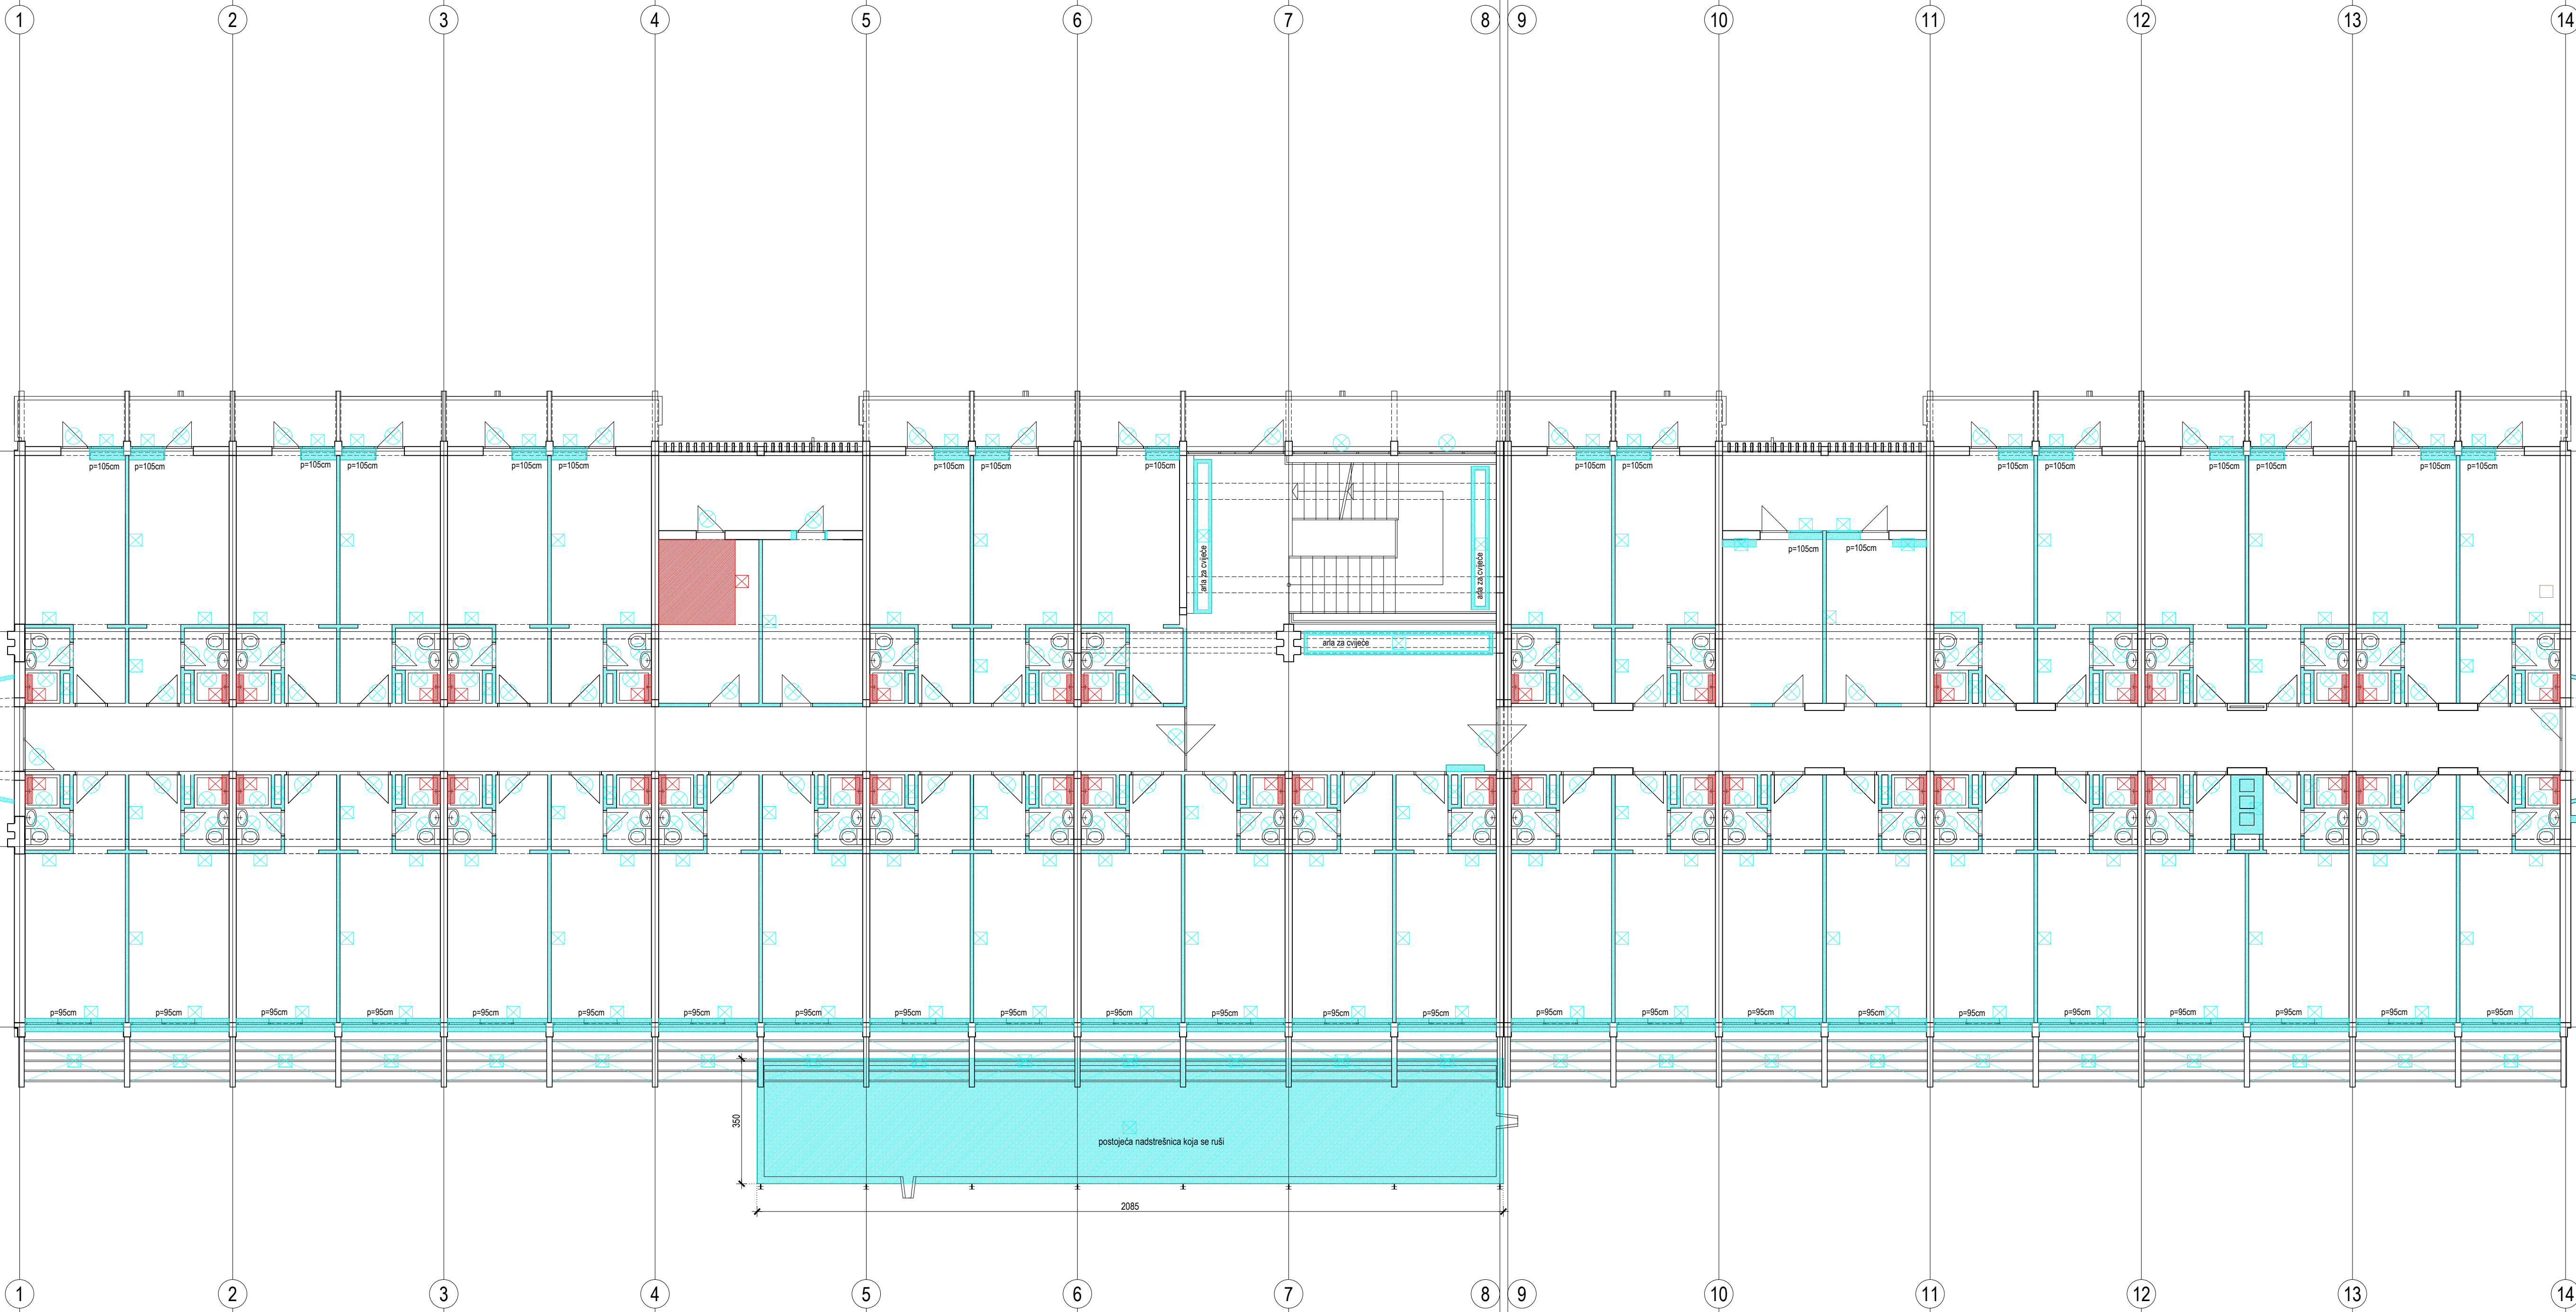 1 2 3 4 5 6 7 8 9 10 11 12 13 14
p=105cm p=105cm p=105cm p=105cm p=105cm p=105cm p=105cm p=105cm p=105cm p=105cm p=105cm p=105cm p=105cm p=105cm p=105cm p=105cm p=105cm
p=105cm p=105cm
arla za cvijeće
arla za cvijeće
arla za cvijeće
p=95cm p=95cm p=95cm p=95cm p=95cm p=95cm p=95cm p=95cm p=95cm p=95cm p=95cm p=95cm p=95cm p=95cm p=95cm p=95cm p=95cm p=95cm p=95cm p=95cm p=95cm p=95cm p=95cm p=95cm
350
postojeća nadstrešnica koja se ruši
2085
1 2 3 4 5 6 7 8 9 10 11 12 13 14